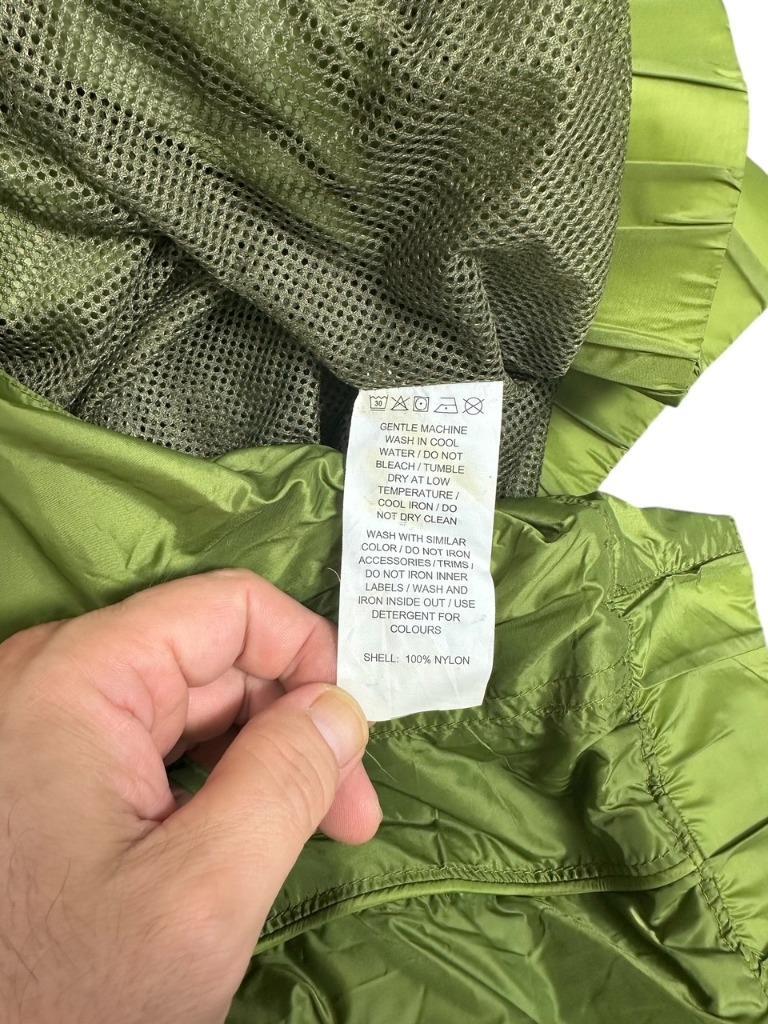 30
GENTLE MACHINE
WASH IN COOL
WATER / DO NOT
BLEACH / TUMBLE
DRY AT LOW
TEMPERATURE /
COOL IRON / DO
NOT DRY CLEAN
WASH WITH SIMILAR
COLOR / DO NOT IRON
ACCESSORIES / TRIMS /
DO NOT IRON INNER
LABELS / WASH AND
IRON INSIDE OUT / USE
DETERGENT FOR
COLOURS
SHELL: 100% NYLON